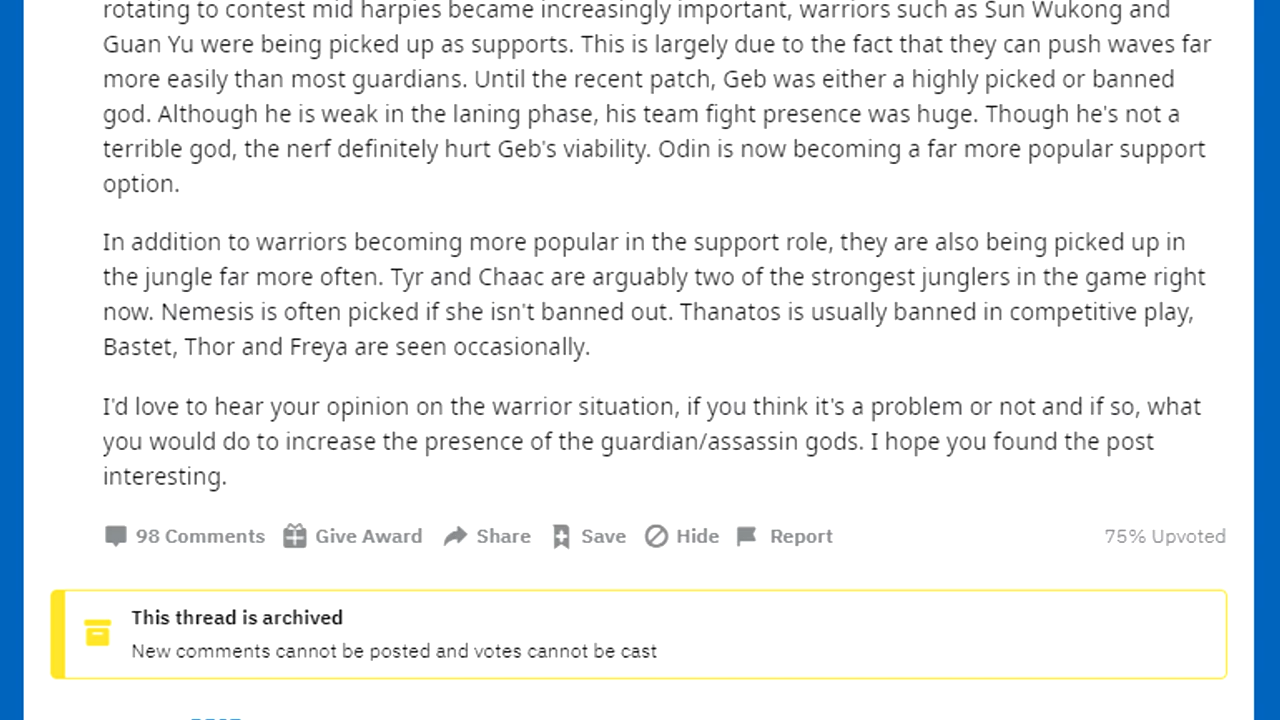 rotating to contest mid harpies became increasingly important, warriors such as Sun Wukong and
Guan Yu were being picked up as supports. This is largely due to the fact that they can push waves far
more easily than most guardians. Until the recent patch, Geb was either a highly picked or banned
god. Although he is weak in the laning phase, his team fight presence was huge. Though he's not a
terrible god, the nerf definitely hurt Geb's viability. Odin is now becoming a far more popular support
option.
In addition to warriors becoming more popular in the support role, they are also being picked up in
the jungle far more often. Tyr and Chaac are arguably two of the strongest junglers in the game right
now. Nemesis is often picked if she isn't banned out. Thanatos is usually banned in competitive play,
Bastet, Thor and Freya are seen occasionally.
I'd love to hear your opinion on the warrior situation, if you think it's a problem or not and if so, what
you would do to increase the presence of the guardian/assassin gods. I hope you found the post
interesting.
98 Comments Give Award Share Save Hide Report 75% Upvoted
This thread is archived
New comments cannot be posted and votes cannot be cast